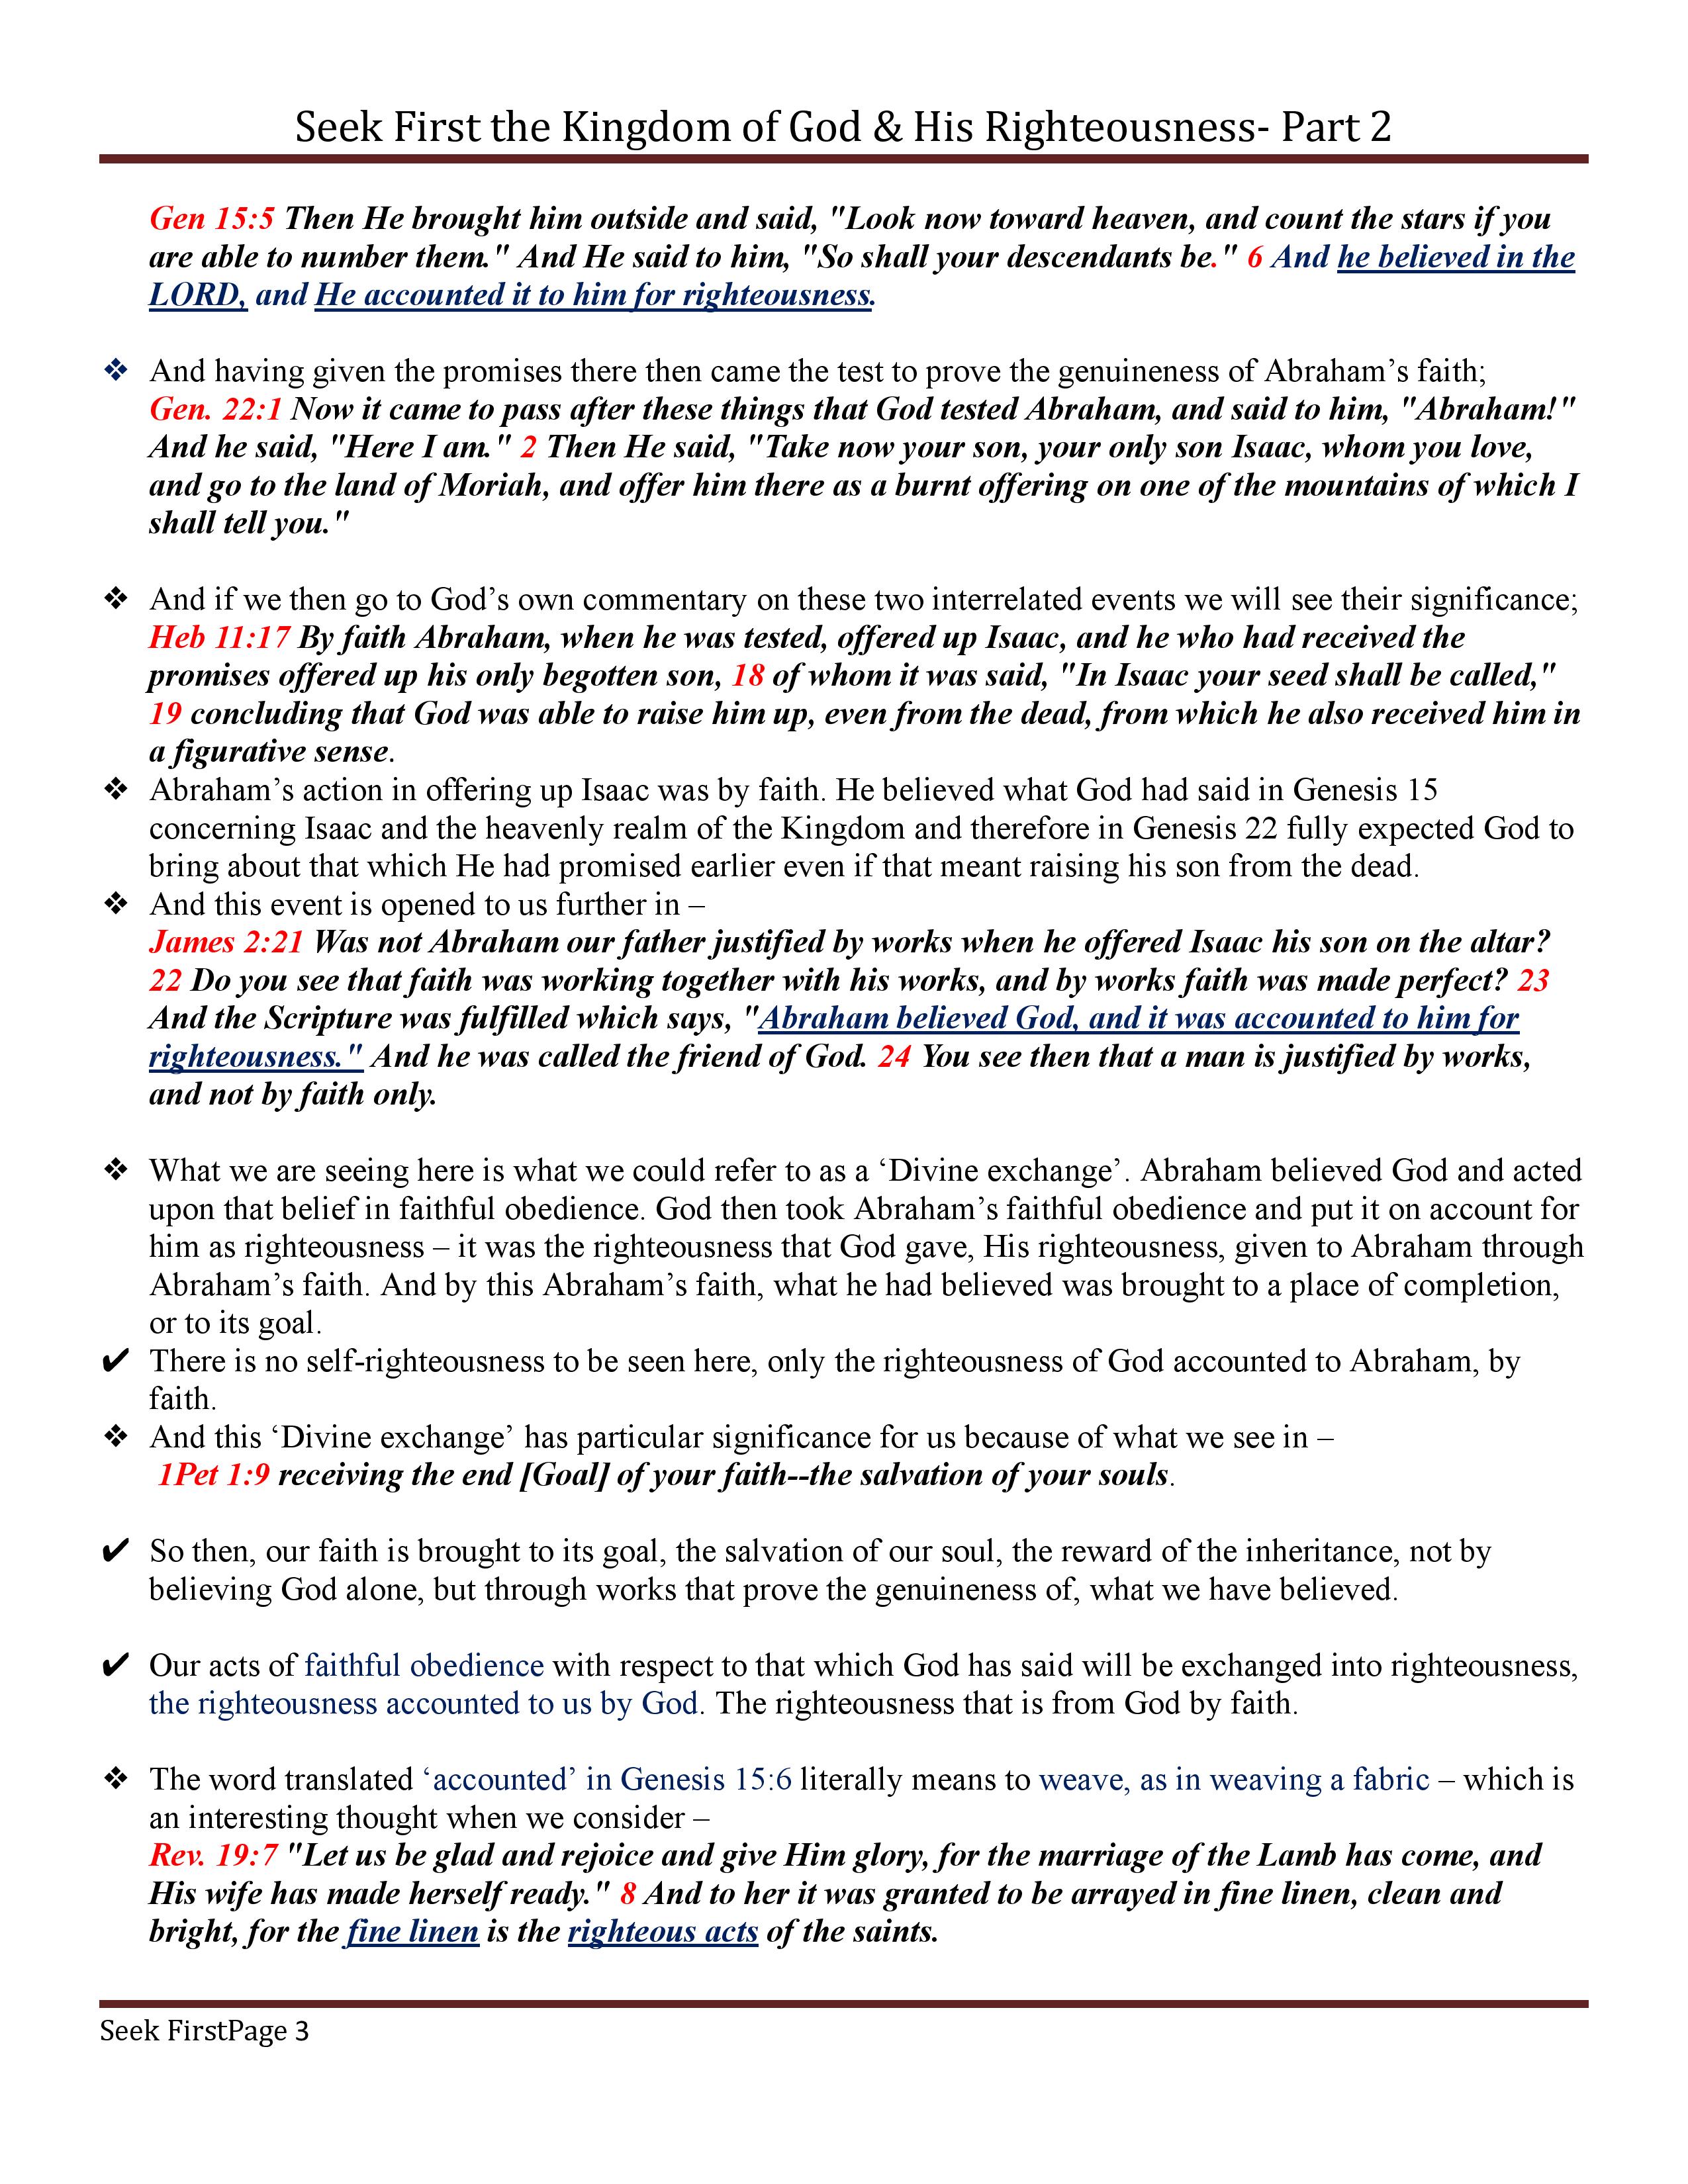 Seek First the Kingdom of God & His Righteousness- Part 2
Gen 15:5 Then He brought him outside and said, "Look now toward heaven, and count the stars if you
are able to number them." And He said to him, "So shall your descendants be." 6 And he believed in the
LORD, and He accounted it to him for righteousness.
❖ And having given the promises there then came the test to prove the genuineness of Abraham’s faith;
Gen. 22:1 Now it came to pass after these things that God tested Abraham, and said to him, "Abraham!"
And he said, "Here I am." 2 Then He said, "Take now your son, your only son Isaac, whom you love,
and go to the land of Moriah, and offer him there as a burnt offering on one of the mountains of which I
shall tell you."
❖ And if we then go to God’s own commentary on these two interrelated events we will see their significance;
Heb 11:17 By faith Abraham, when he was tested, offered up Isaac, and he who had received the
promises offered up his only begotten son, 18 of whom it was said, "In Isaac your seed shall be called,"
19 concluding that God was able to raise him up, even from the dead, from which he also received him in
a figurative sense.
❖ Abraham’s action in offering up Isaac was by faith. He believed what God had said in Genesis 15
concerning Isaac and the heavenly realm of the Kingdom and therefore in Genesis 22 fully expected God to
bring about that which He had promised earlier even if that meant raising his son from the dead.
❖ And this event is opened to us further in –
James 2:21 Was not Abraham our father justified by works when he offered Isaac his son on the altar?
22 Do you see that faith was working together with his works, and by works faith was made perfect? 23
And the Scripture was fulfilled which says, "Abraham believed God, and it was accounted to him for
righteousness." And he was called the friend of God. 24 You see then that a man is justified by works,
and not by faith only.
❖ What we are seeing here is what we could refer to as a ‘Divine exchange’. Abraham believed God and acted
upon that belief in faithful obedience. God then took Abraham’s faithful obedience and put it on account for
him as righteousness – it was the righteousness that God gave, His righteousness, given to Abraham through
Abraham’s faith. And by this Abraham’s faith, what he had believed was brought to a place of completion,
or to its goal.
✔ There is no self-righteousness to be seen here, only the righteousness of God accounted to Abraham, by
faith.
❖ And this ‘Divine exchange’ has particular significance for us because of what we see in –
1Pet 1:9 receiving the end [Goal] of your faith--the salvation of your souls.
✔ So then, our faith is brought to its goal, the salvation of our soul, the reward of the inheritance, not by
believing God alone, but through works that prove the genuineness of, what we have believed.
✔ Our acts of faithful obedience with respect to that which God has said will be exchanged into righteousness,
the righteousness accounted to us by God. The righteousness that is from God by faith.
❖ The word translated ‘accounted’ in Genesis 15:6 literally means to weave, as in weaving a fabric – which is
an interesting thought when we consider –
Rev. 19:7 "Let us be glad and rejoice and give Him glory, for the marriage of the Lamb has come, and
His wife has made herself ready." 8 And to her it was granted to be arrayed in fine linen, clean and
bright, for the fine linen is the righteous acts of the saints.
Seek FirstPage 3